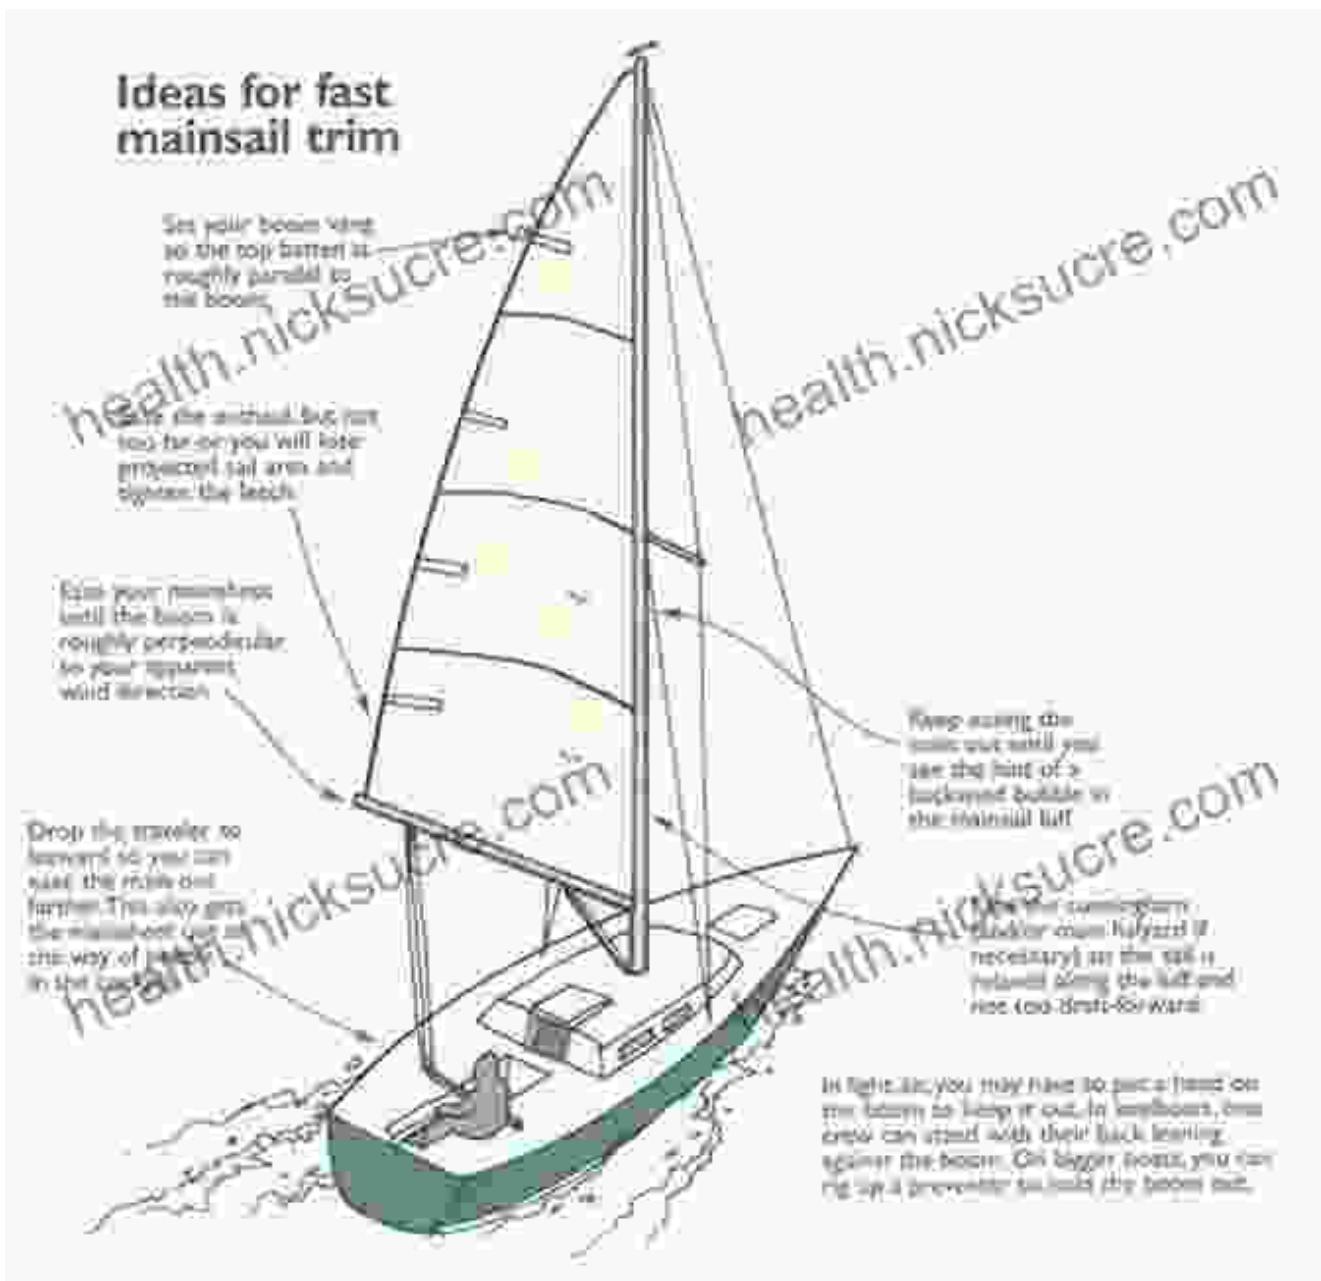 Ideas for fast
mainsail trim
Set your boom vang
so the top batten is
roughly parallel to
the boom.
health.nicksucre.com
health.nicksucre.com
the outhaul, but not
too far or you will lose
projected sail area and
tighten the leech.
Ease your mainsheet
until the boom is
roughly perpendicular
to your apparent
wind direction
Keep easing the
main out until you
see the hint of a
backwind bubble in
the mainsail luff
Drop the traveler to
leeward so you can
ease the main out
further. This also gets
the mainsheet out of
the way of
in the
health.nicksucre.com
health.nicksucre.com
the cunningham
(and/or main halyard if
necessary) so the sail is
relaxed along the luff and
not too draft-forward
In light air, you may have to put a hand on
the boom to keep it out. In keelboats, one
crew can stand with their back leaning
against the boom. On bigger boats, you can
rig up a preventer to hold the boom out.